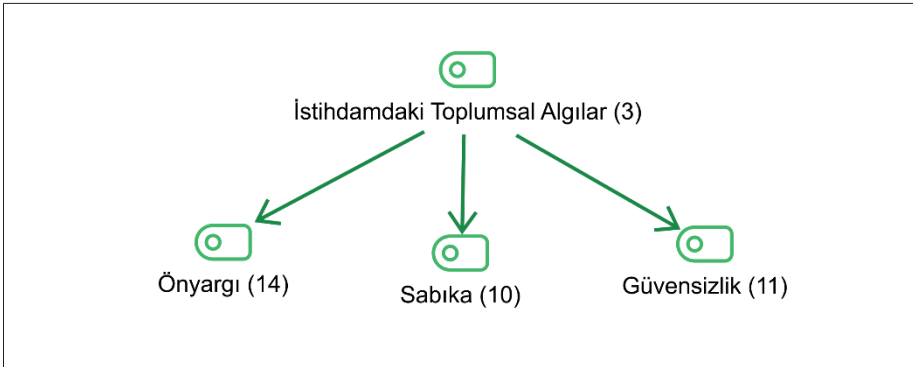 İstihdamdaki Toplumsal Algılar (3)
Önyargı (14)
Sabıka (10)
Güvensizlik (11)